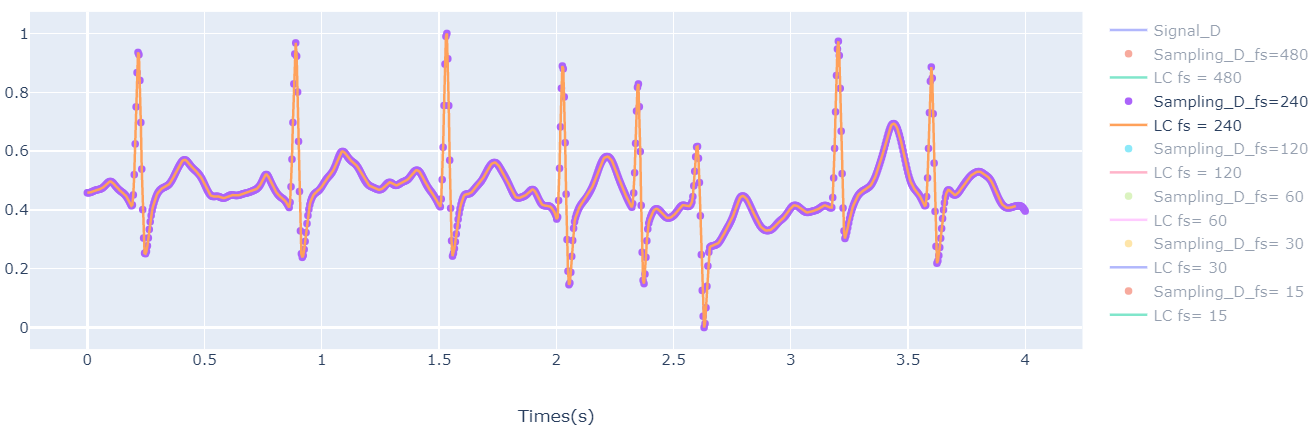 1
0.8
0.6
0.4
0.2
0
0 0.5 1 1.5 2 2.5 3 3.5 4
Times(s)
Signal_D
Sampling_D_fs=480
LC fs = 480
Sampling_D_fs=240
LC fs = 240
Sampling_D_fs=120
LC fs = 120
Sampling_D_fs= 60
LC fs= 60
Sampling_D_fs= 30
LC fs= 30
Sampling_D_fs= 15
LC fs= 15